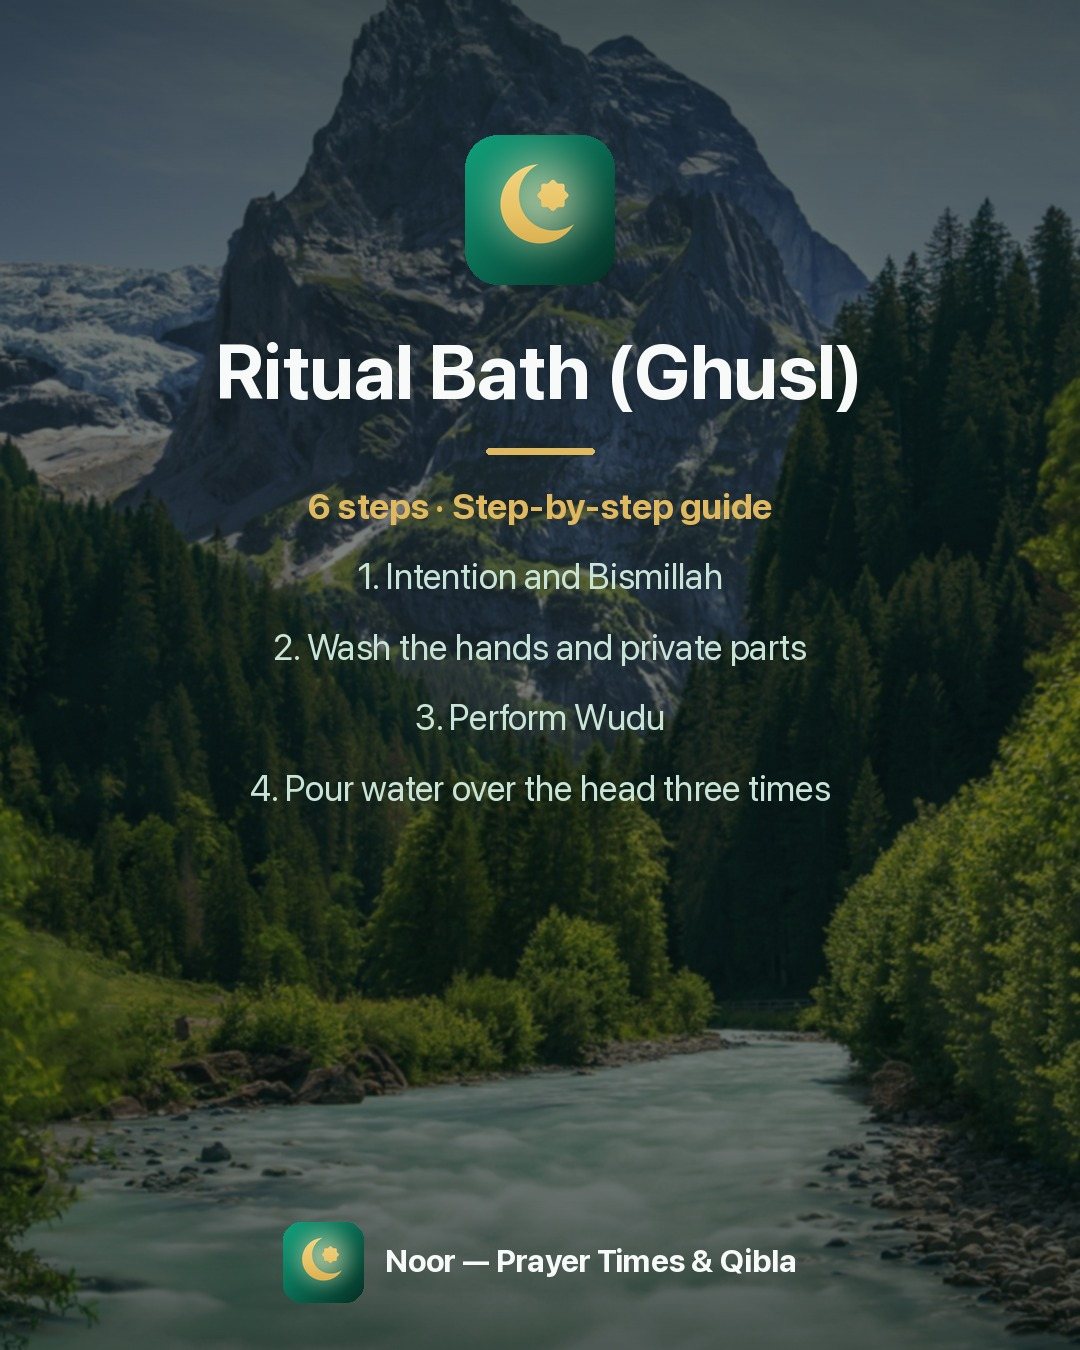 Ritual Bath (Ghusl)
6 steps · Step-by-step guide
1. Intention and Bismillah
2. Wash the hands and private parts
3. Perform Wudu
4. Pour water over the head three times
Noor — Prayer Times & Qibla